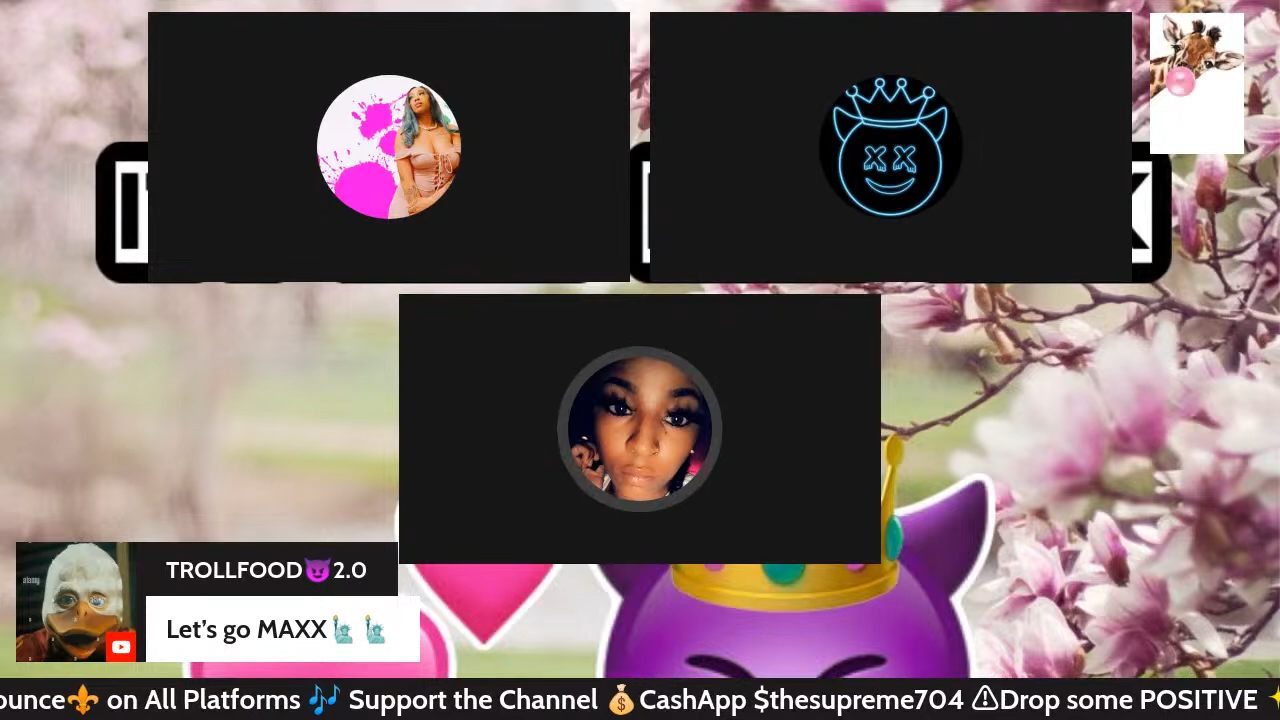 TROLLFOOD😈2.0
Let's go MAXX🗽🗽
ounce⚜️ on All Platforms 🎶 Support the Channel 💰CashApp $thesupreme704 ⚠Drop some POSITIVE ✨